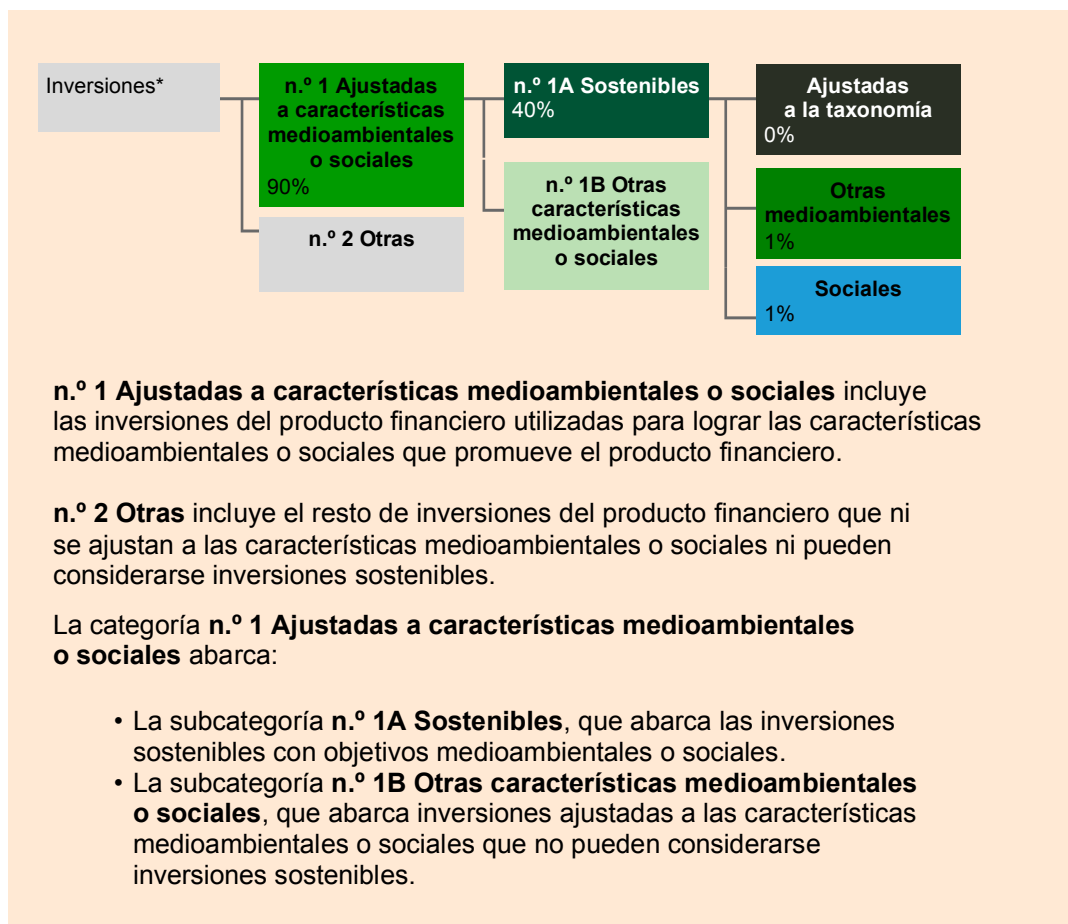 Inversiones*
n.º 1 Ajustadas
a características
medioambientales
o sociales
90%
n.º 2 Otras
n.º 1A Sostenibles
40%
n.º 1B Otras
características
medioambientales
o sociales
Ajustadas
a la taxonomía
0%
Otras
medioambientales
1%
Sociales
1%
n.º 1 Ajustadas a características medioambientales o sociales incluye
las inversiones del producto financiero utilizadas para lograr las características
medioambientales o sociales que promueve el producto financiero.
n.º 2 Otras incluye el resto de inversiones del producto financiero que ni
se ajustan a las características medioambientales o sociales ni pueden
considerarse inversiones sostenibles.
La categoría n.º 1 Ajustadas a características medioambientales
o sociales abarca:
• La subcategoría n.º 1A Sostenibles, que abarca las inversiones
sostenibles con objetivos medioambientales o sociales.
• La subcategoría n.º 1B Otras características medioambientales
o sociales, que abarca inversiones ajustadas a las características
medioambientales o sociales que no pueden considerarse
inversiones sostenibles.